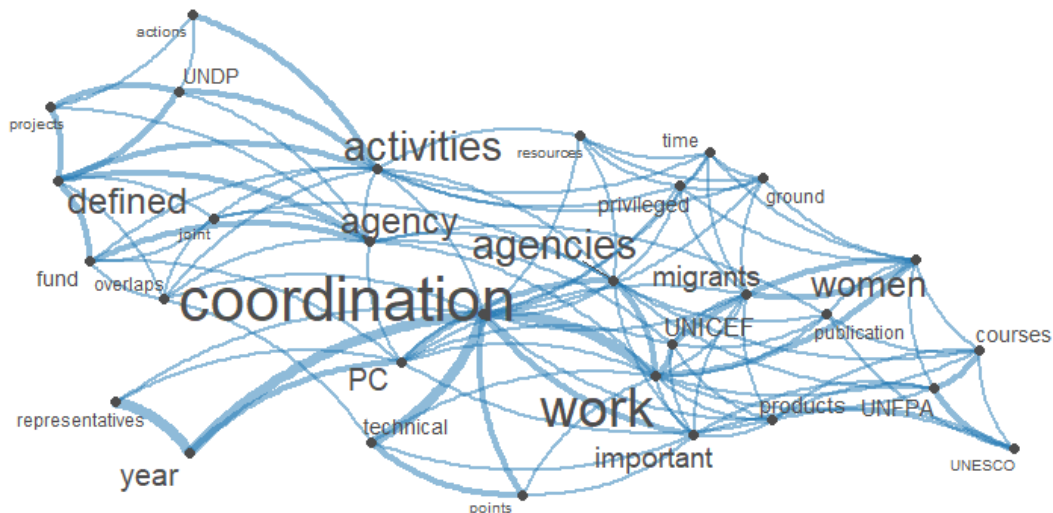 actions
UNDP
projects
activities
resources
time
defined
joint
agency
privileged
ground
agencies
fund
overlaps
coordination
migrants
women
UNICEF
publication
courses
PC
representatives
technical
work
products
UNFPA
year
important
UNESCO
points